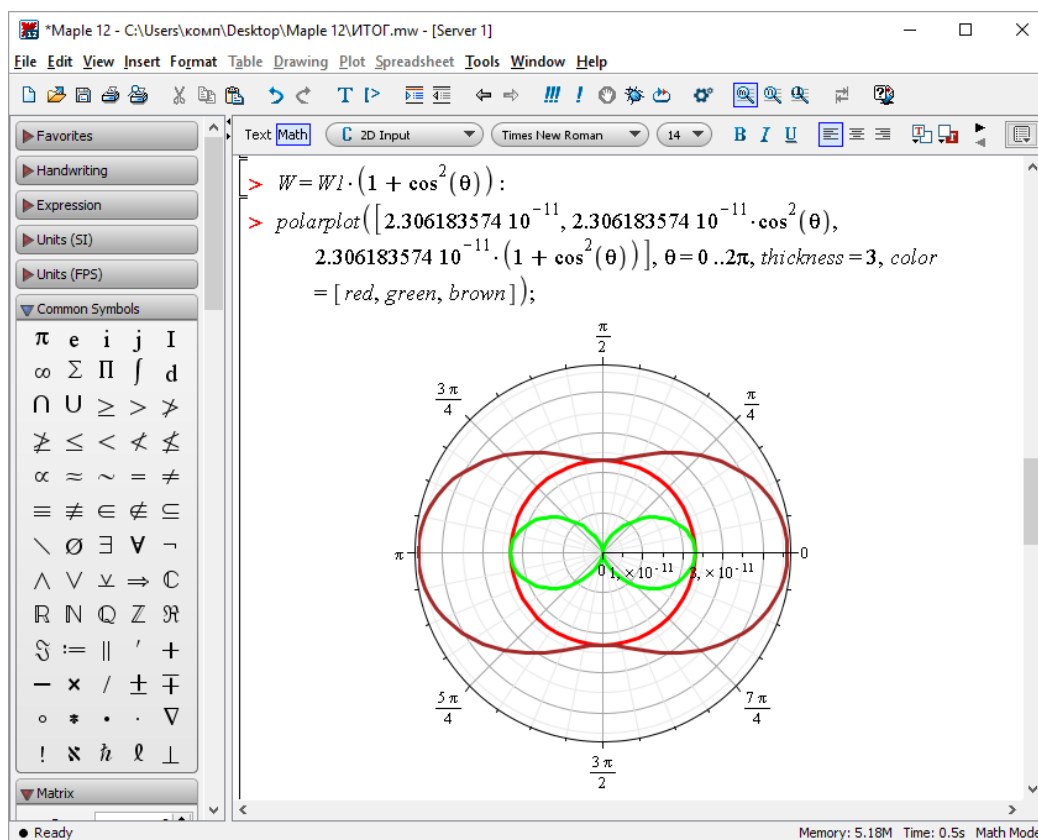 *Maple 12 - C:\Users\комп\Desktop\Maple 12\ИТОГ.mw - [Server 1]
File Edit View Insert Format Table Drawing Plot Spreadsheet Tools Window Help
Favorites
Handwriting
Expression
Units (SI)
Units (FPS)
Common Symbols
π e i j I
∞ Σ Π ∫ d
∩ ∪ ≥ > ≯
≱ ≤ < ≮ ≰
∝ ≈ ~ = ≠
≡ ≢ ∈ ∉ ⊆
\ Ø ∃ ∀ ¬
∧ ∨ ⊻ ⇒ ℂ
ℝ ℕ ℚ ℤ ℜ
ℑ := || ′ +
− × / ± ∓
∘ * • · ∇
! ℵ ℏ ℓ ⊥
Matrix
Text Math C 2D Input Times New Roman 14 B I U
> W = W1·(1 + cos²(θ)) :
> polarplot([2.306183574 10⁻¹¹, 2.306183574 10⁻¹¹·cos²(θ),
2.306183574 10⁻¹¹·(1 + cos²(θ))], θ = 0 ..2π, thickness = 3, color
= [red, green, brown]);
π/2
3 π/4
π/4
π
0
0
1, × 10⁻¹¹
3, × 10⁻¹¹
5 π/4
7 π/4
3 π/2
Ready
Memory: 5.18M Time: 0.5s Math Mode